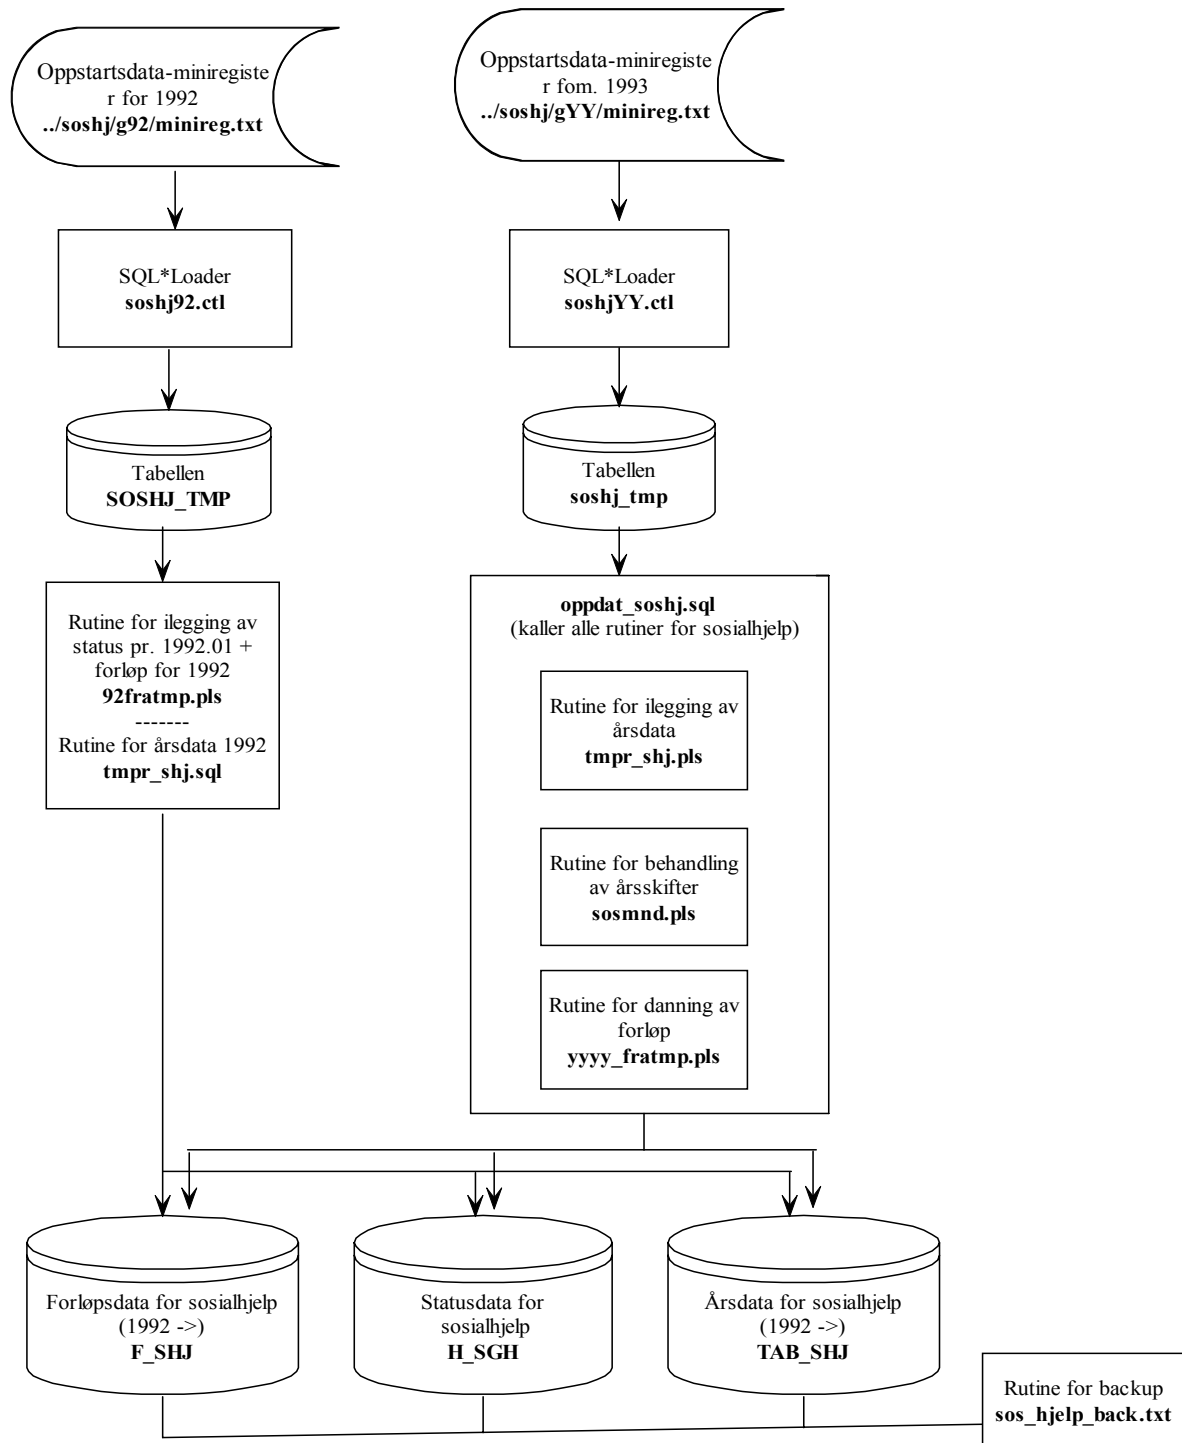 Oppstartsdata-miniregiste
r for 1992
../soshj/g92/minireg.txt
Oppstartsdata-miniregiste
r fom. 1993
../soshj/gYY/minireg.txt
SQL*Loader
soshj92.ctl
SQL*Loader
soshjYY.ctl
Tabellen
SOSHJ_TMP
Tabellen
soshj_tmp
Rutine for ilegging av
status pr. 1992.01 +
forløp for 1992
92fratmp.pls
-------
Rutine for årsdata 1992
tmpr_shj.sql
oppdat_soshj.sql
(kaller alle rutiner for sosialhjelp)
Rutine for ilegging av
årsdata
tmpr_shj.pls
Rutine for behandling
av årsskifter
sosmnd.pls
Rutine for danning av
forløp
yyyy_fratmp.pls
Forløpsdata for sosialhjelp
(1992 ->)
F_SHJ
Statusdata for
sosialhjelp
H_SGH
Årsdata for sosialhjelp
(1992 ->)
TAB_SHJ
Rutine for backup
sos_hjelp_back.txt